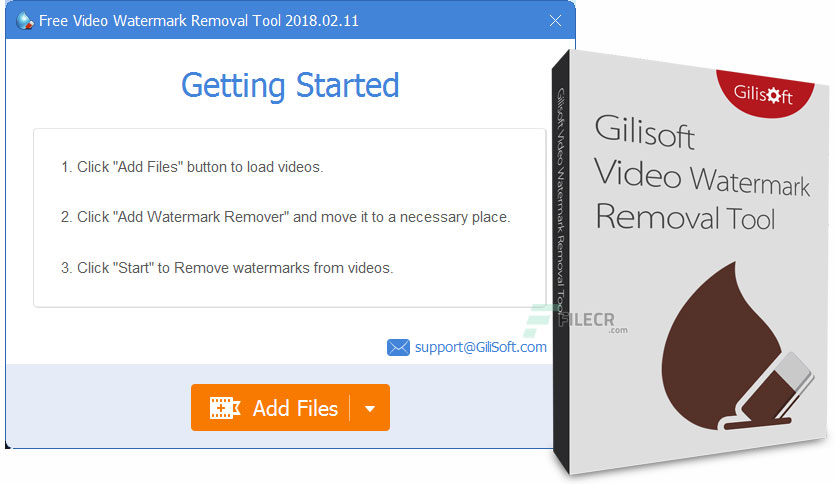 Free Video Watermark Removal Tool 2018.02.11
Getting Started
1. Click "Add Files" button to load videos.
2. Click "Add Watermark Remover" and move it to a necessary place.
3. Click "Start" to Remove watermarks from videos.
support@GiliSoft.com
Add Files
Gilisoft Video Watermark Removal Tool
Gilisoft
Gilisoft
Video Watermark
Removal Tool
FILECR
.com